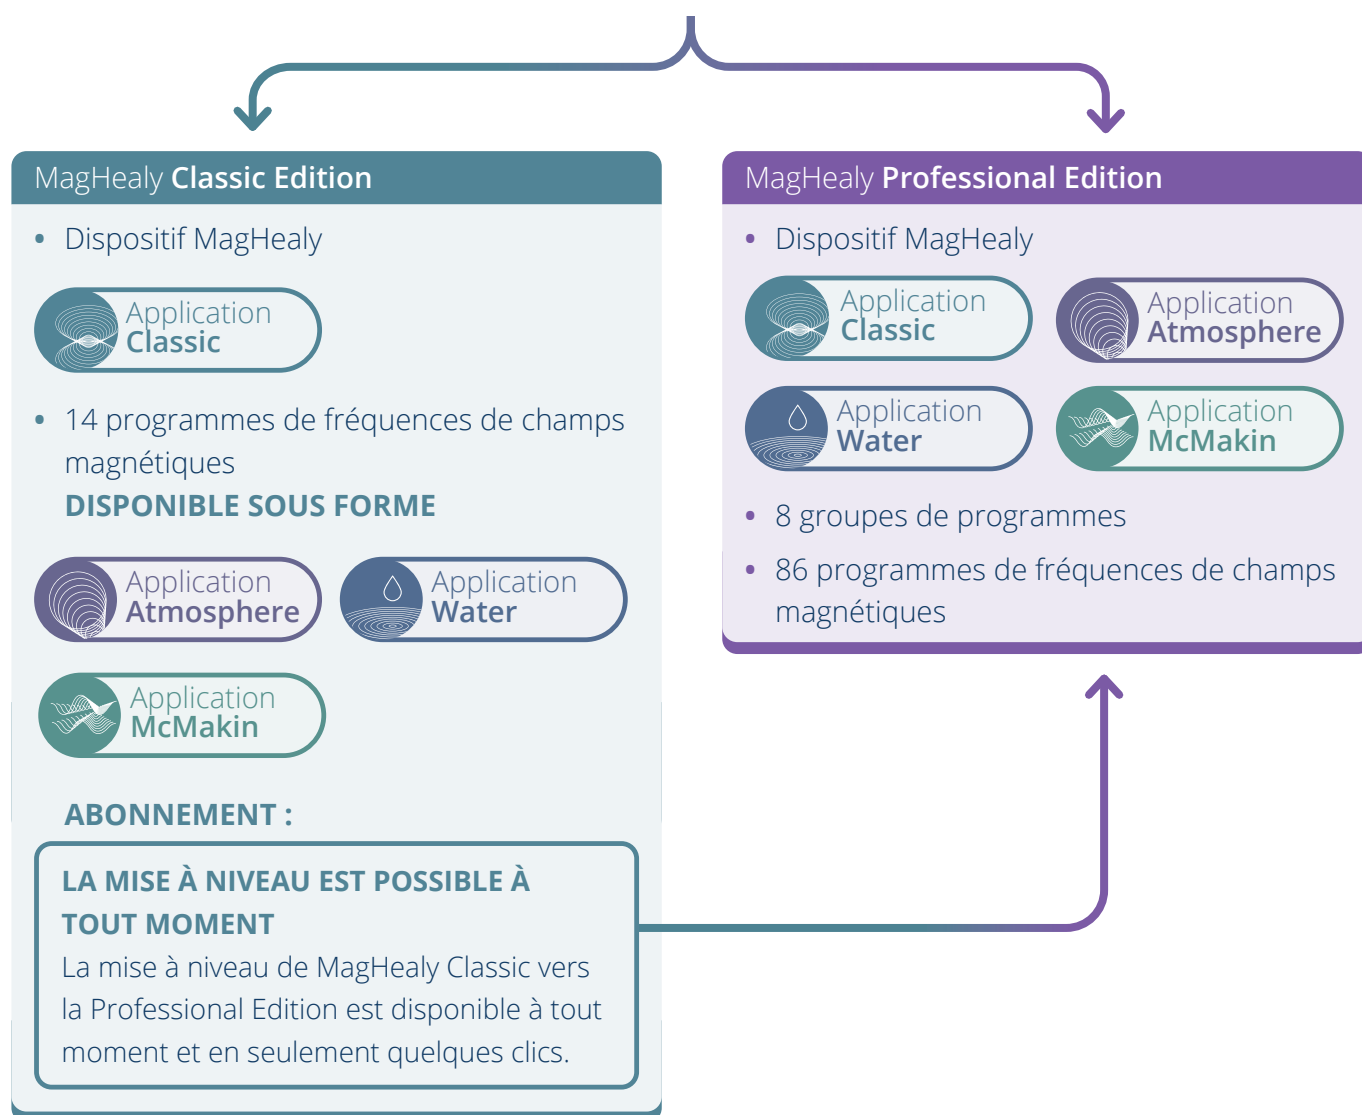 MagHealy Classic Edition
• Dispositif MagHealy
Application
Classic
• 14 programmes de fréquences de champs
magnétiques
DISPONIBLE SOUS FORME
Application
Atmosphere
Application
Water
Application
McMakin
ABONNEMENT :
LA MISE À NIVEAU EST POSSIBLE À
TOUT MOMENT
La mise à niveau de MagHealy Classic vers
la Professional Edition est disponible à tout
moment et en seulement quelques clics.
MagHealy Professional Edition
• Dispositif MagHealy
Application
Classic
Application
Atmosphere
Application
Water
Application
McMakin
• 8 groupes de programmes
• 86 programmes de fréquences de champs
magnétiques